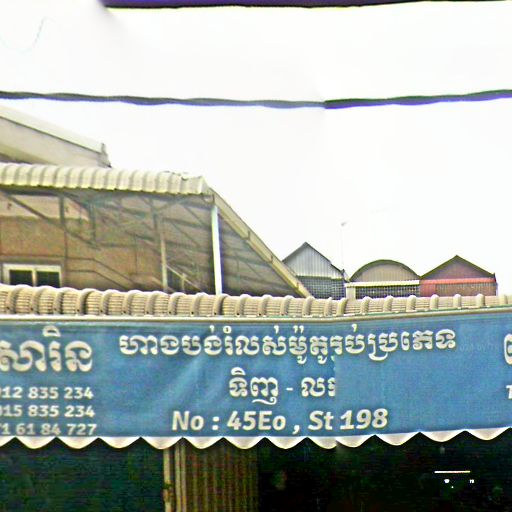 សារិន
ហាងបង់រំលស់ម៉ូតូគ្រប់ប្រភេទ
ទិញ - លក់
012 835 234
015 835 234
71 61 84 727
No : 45Eo , St 198